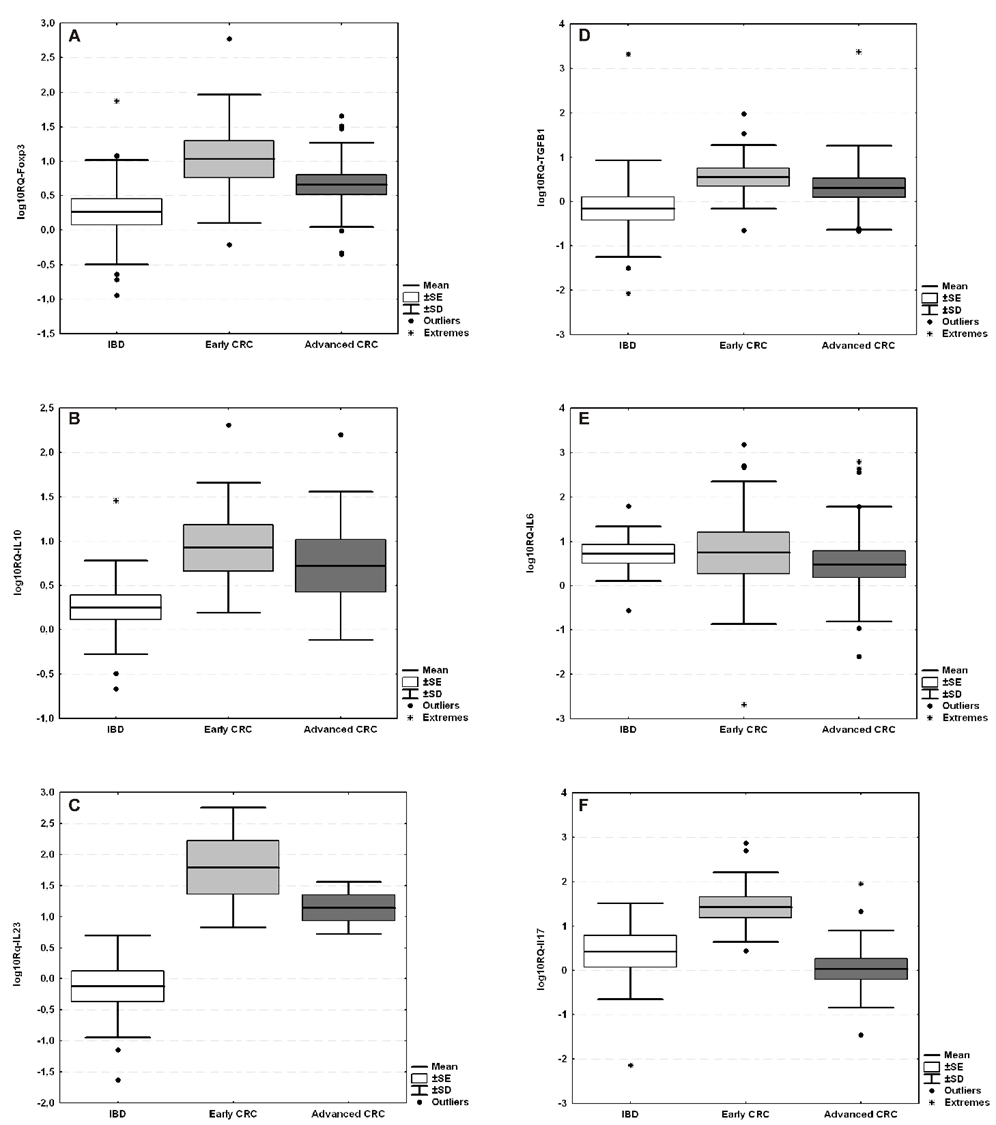 A
log10RQ-Foxp3
3.0
2.5
2.0
1.5
1.0
0.5
0.0
-0.5
-1.0
-1.5
IBD
Early CRC
Advanced CRC
Mean
±SE
±SD
Outliers
Extremes
D
log10RQ-TGFB1
4
3
2
1
0
-1
-2
-3
IBD
Early CRC
Advanced CRC
Mean
±SE
±SD
Outliers
Extremes
B
log10RQ-IL10
2.5
2.0
1.5
1.0
0.5
0.0
-0.5
-1.0
IBD
Early CRC
Advanced CRC
Mean
±SE
±SD
Outliers
Extremes
E
log10RQ-IL6
4
3
2
1
0
-1
-2
-3
IBD
Early CRC
Advanced CRC
Mean
±SE
±SD
Outliers
Extremes
C
log10Rq-IL23
3.0
2.5
2.0
1.5
1.0
0.5
0.0
-0.5
-1.0
-1.5
-2.0
IBD
Early CRC
Advanced CRC
Mean
±SE
±SD
Outliers
F
log10RQ-Il17
4
3
2
1
0
-1
-2
-3
IBD
Early CRC
Advanced CRC
Mean
±SE
±SD
Outliers
Extremes